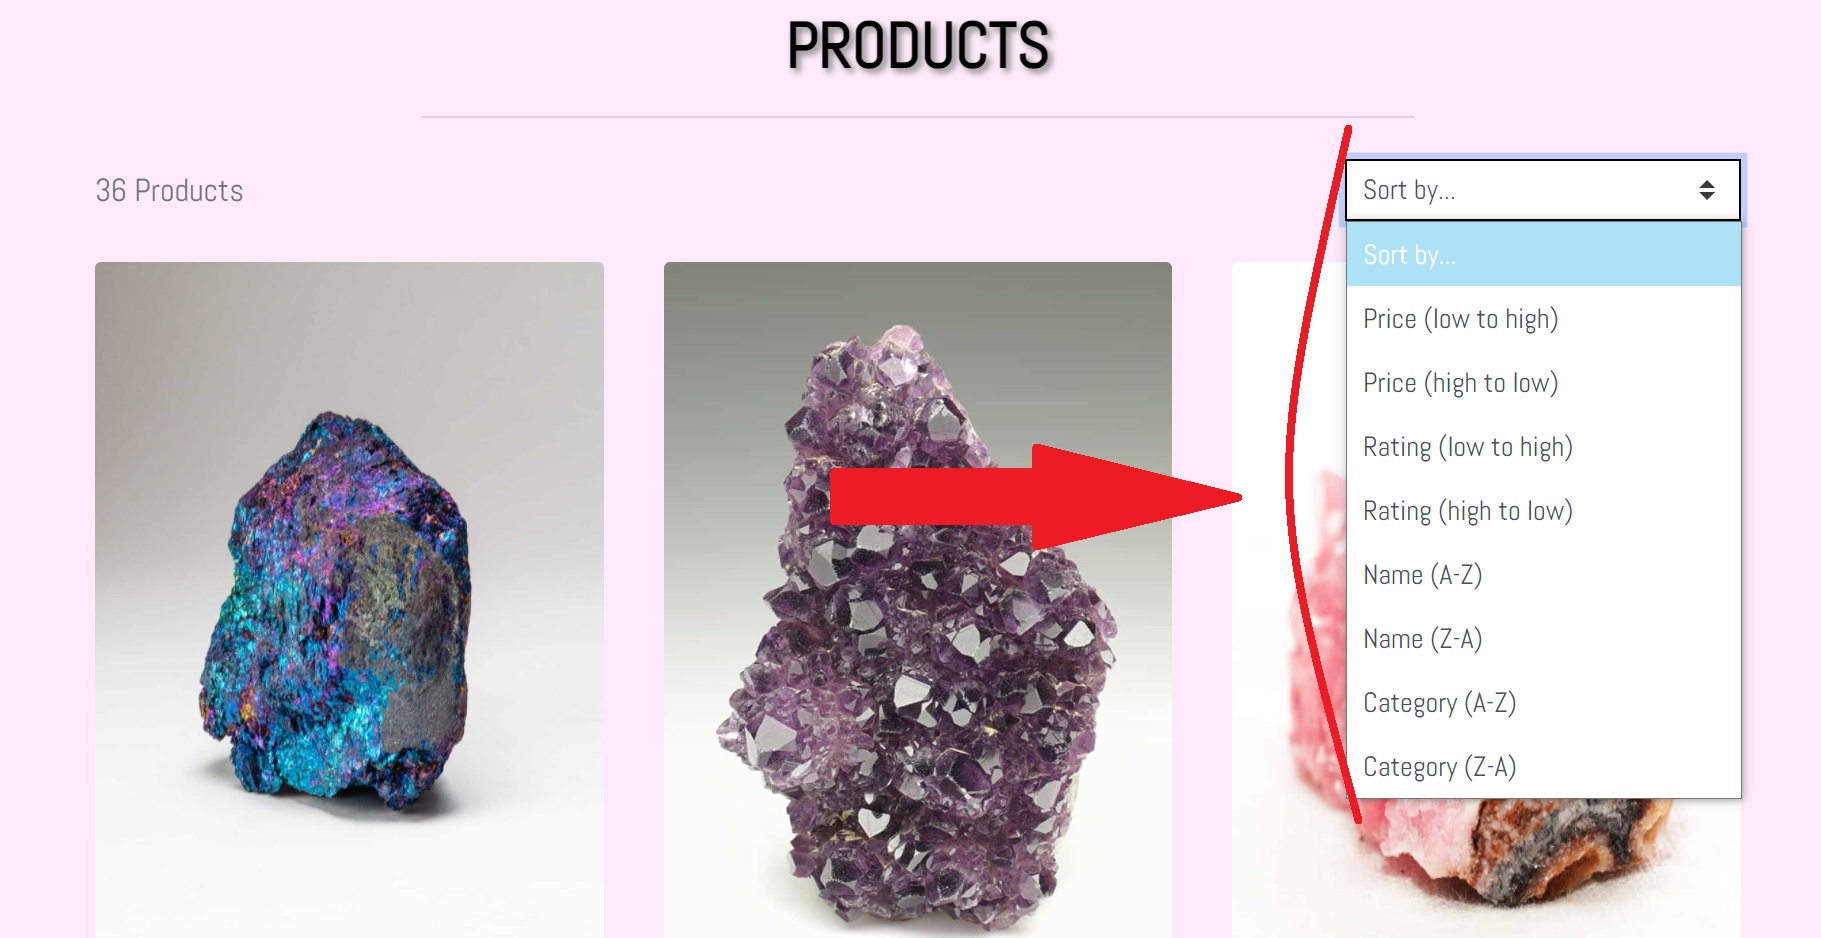 PRODUCTS
36 Products
Sort by...
Sort by...
Price (low to high)
Price (high to low)
Rating (low to high)
Rating (high to low)
Name (A-Z)
Name (Z-A)
Category (A-Z)
Category (Z-A)